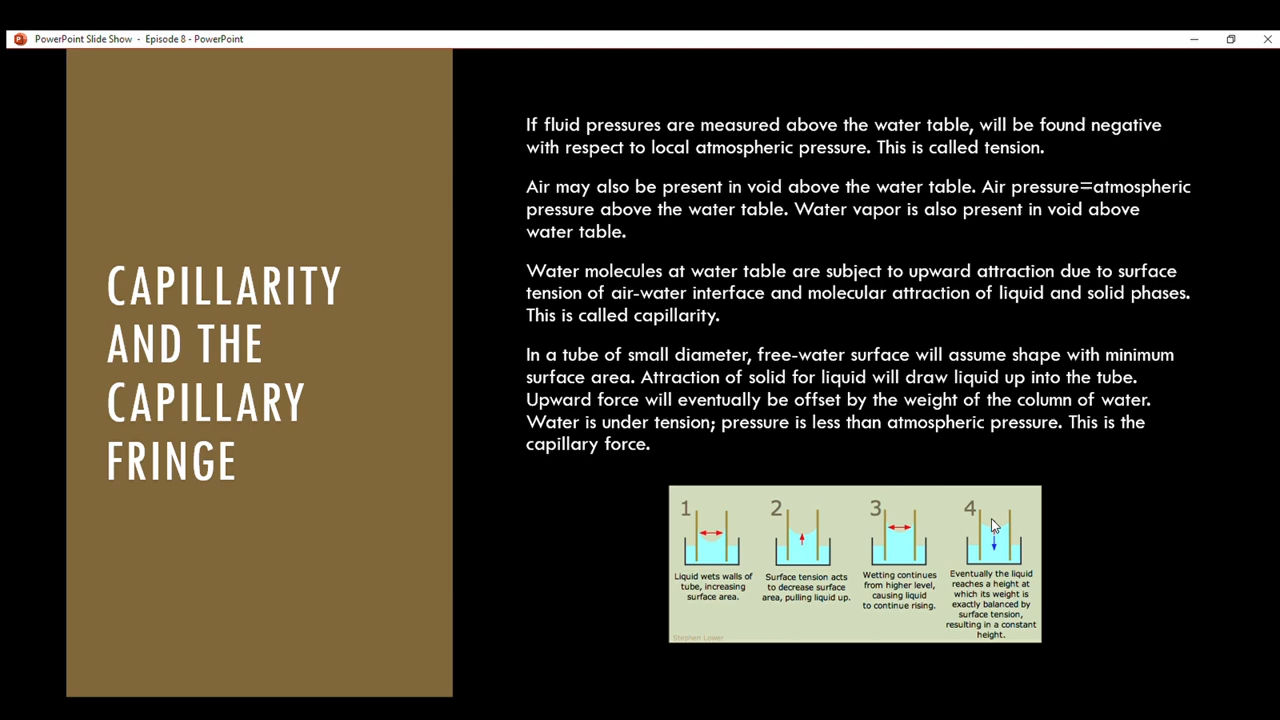 PowerPoint Slide Show - Episode 8 - PowerPoint
CAPILLARITY
AND THE
CAPILLARY
FRINGE
If fluid pressures are measured above the water table, will be found negative
with respect to local atmospheric pressure. This is called tension.
Air may also be present in void above the water table. Air pressure=atmospheric
pressure above the water table. Water vapor is also present in void above
water table.
Water molecules at water table are subject to upward attraction due to surface
tension of air-water interface and molecular attraction of liquid and solid phases.
This is called capillarity.
In a tube of small diameter, free-water surface will assume shape with minimum
surface area. Attraction of solid for liquid will draw liquid up into the tube.
Upward force will eventually be offset by the weight of the column of water.
Water is under tension; pressure is less than atmospheric pressure. This is the
capillary force.
1
Liquid wets walls of
tube, increasing
surface area.
2
Surface tension acts
to decrease surface
area, pulling liquid up.
3
Wetting continues
from higher level,
causing liquid
to continue rising.
4
Eventually the liquid
reaches a height at
which its weight is
exactly balanced by
surface tension,
resulting in a constant
height.
Stephen Lower